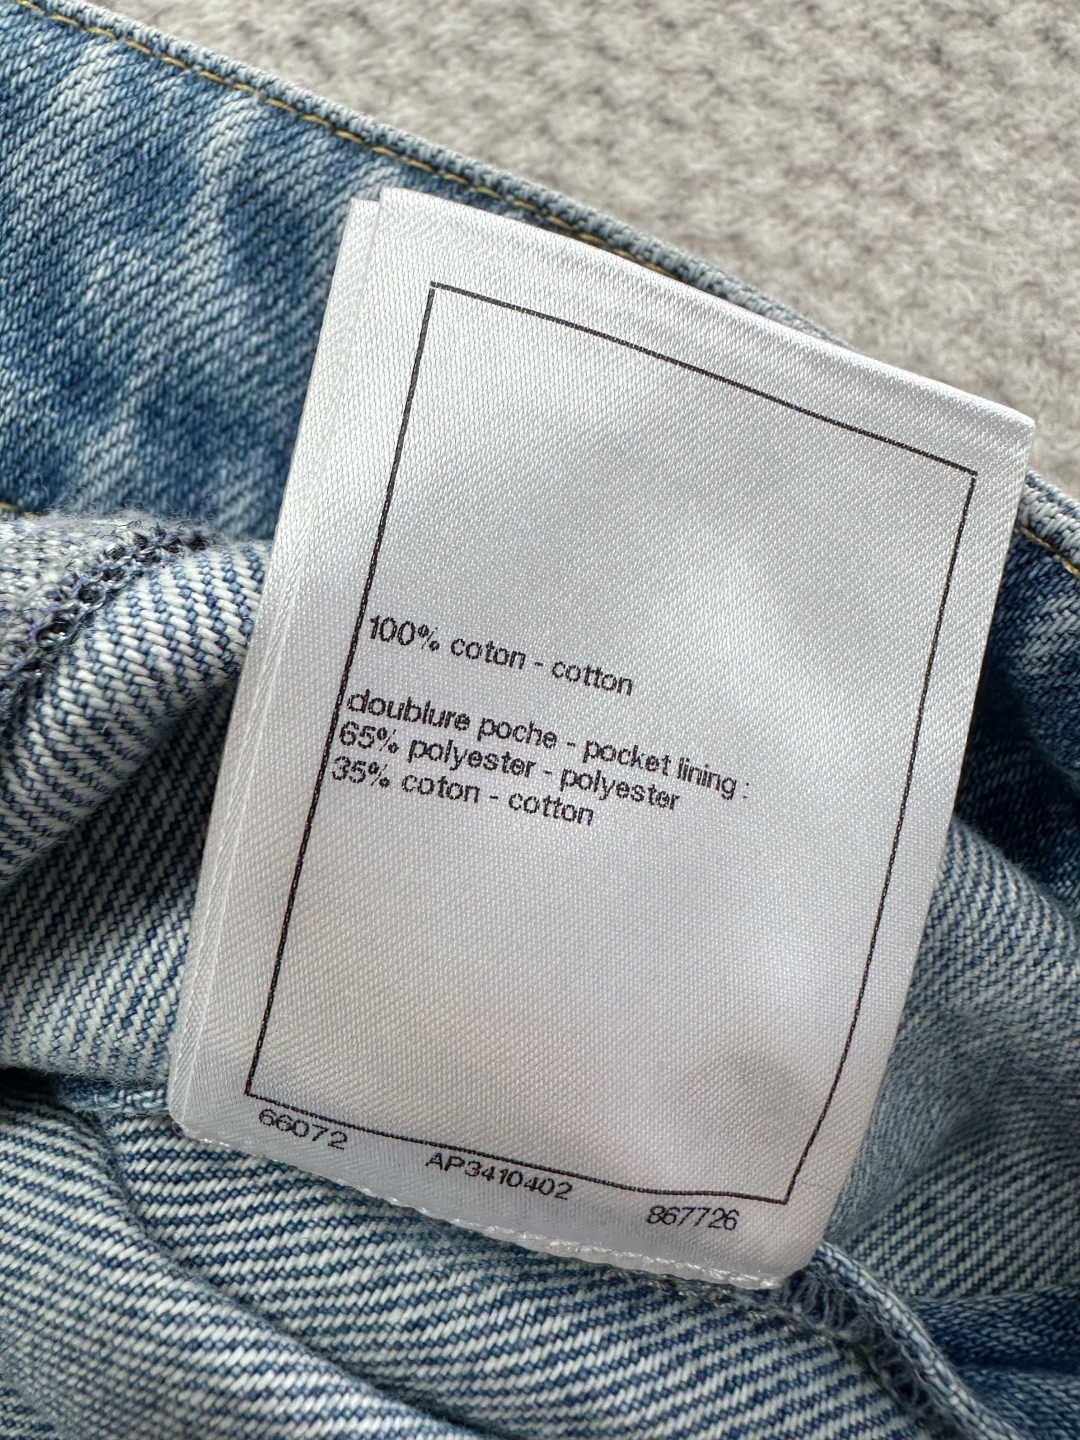 100% coton - cotton
doublure poche - pocket lining :
65% polyester - polyester
35% coton - cotton
66072
AP3410402
867726